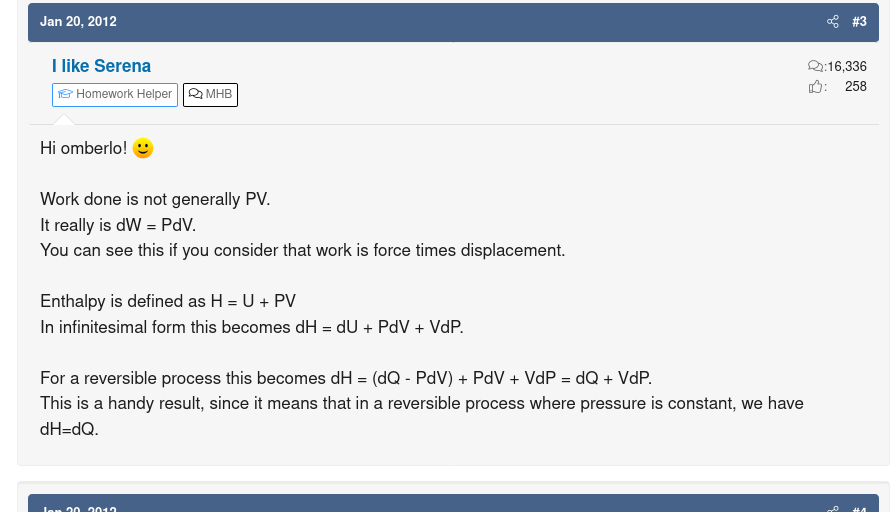 Jan 20, 2012 #3
I like Serena :16,336
Homework Helper MHB : 258
Hi omberlo!
Work done is not generally PV.
It really is dW = PdV.
You can see this if you consider that work is force times displacement.
Enthalpy is defined as H = U + PV
In infinitesimal form this becomes dH = dU + PdV + VdP.
For a reversible process this becomes dH = (dQ - PdV) + PdV + VdP = dQ + VdP.
This is a handy result, since it means that in a reversible process where pressure is constant, we have
dH=dQ.
Jan 20, 2012 #4